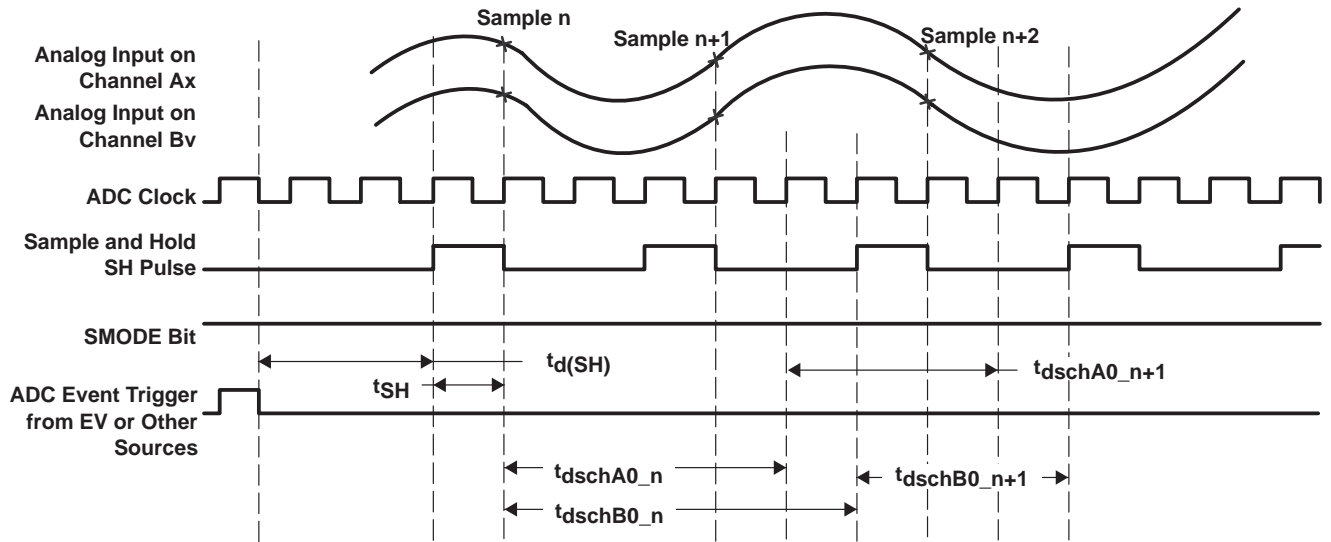 Sample n
Sample n+1
Sample n+2
Analog Input on
Channel Ax
Analog Input on
Channel Bv
ADC Clock
Sample and Hold
SH Pulse
SMODE Bit
td(SH)
tdschA0_n+1
tSH
ADC Event Trigger
from EV or Other
Sources
tdschA0_n
tdschB0_n+1
tdschB0_n